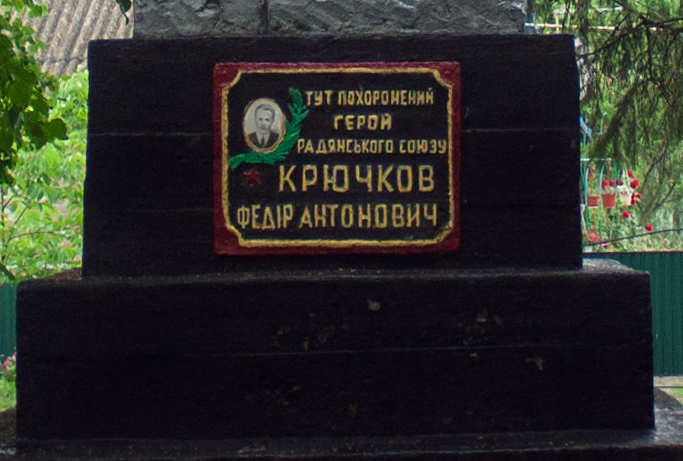 ТУТ ПОХОРОНЕНИЙ
ГЕРОЙ
РАДЯНСЬКОГО СОЮЗУ
КРЮЧКОВ
ФЕДІР АНТОНОВИЧ